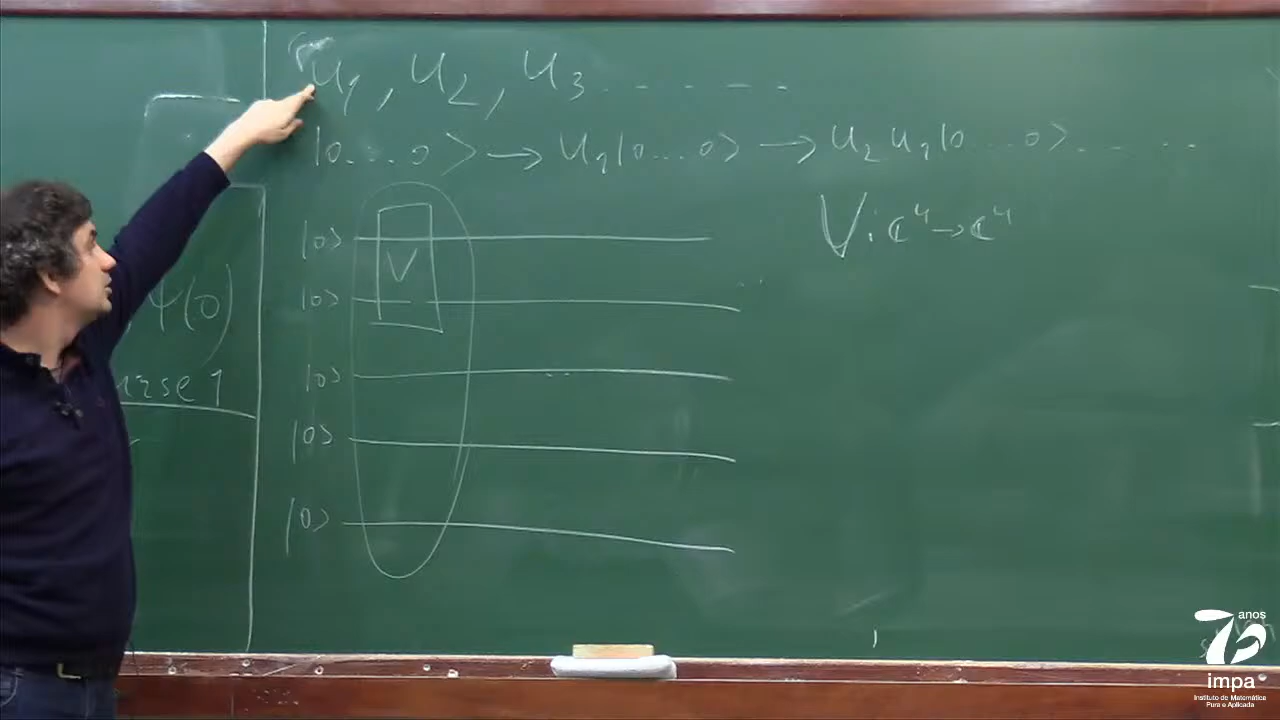 U₁, U₂, U₃ . . . . . .
|0...0> → U₁|0...0> → U₂ U₁|0....0> . . . . .
V: ℂ⁴ → ℂ⁴
|0>
V
|0>
|0>
|0>
|0>
ψ(0)
70 anos
impa
Instituto de Matemática
Pura e Aplicada